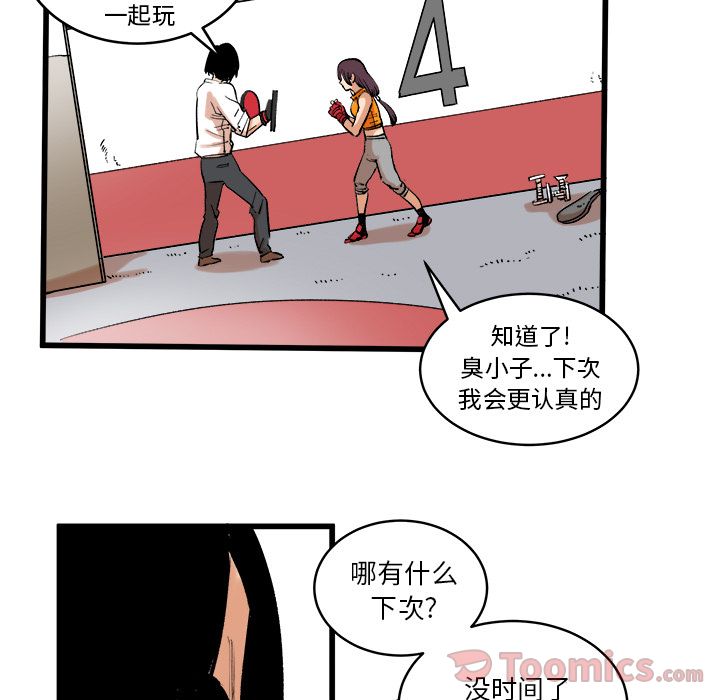 一起玩
4
知道了!
臭小子...下次
我会更认真的
哪有什么
下次?
没时间了
Toomics.com